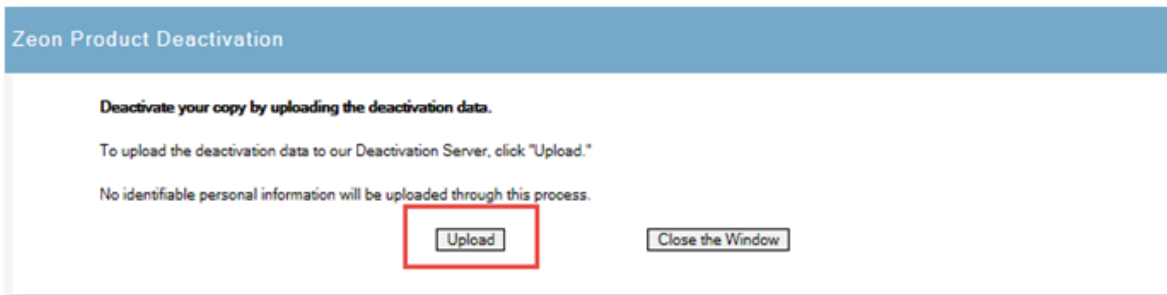 Zeon Product Deactivation
Deactivate your copy by uploading the deactivation data.
To upload the deactivation data to our Deactivation Server, click "Upload."
No identifiable personal information will be uploaded through this process.
Upload Close the Window